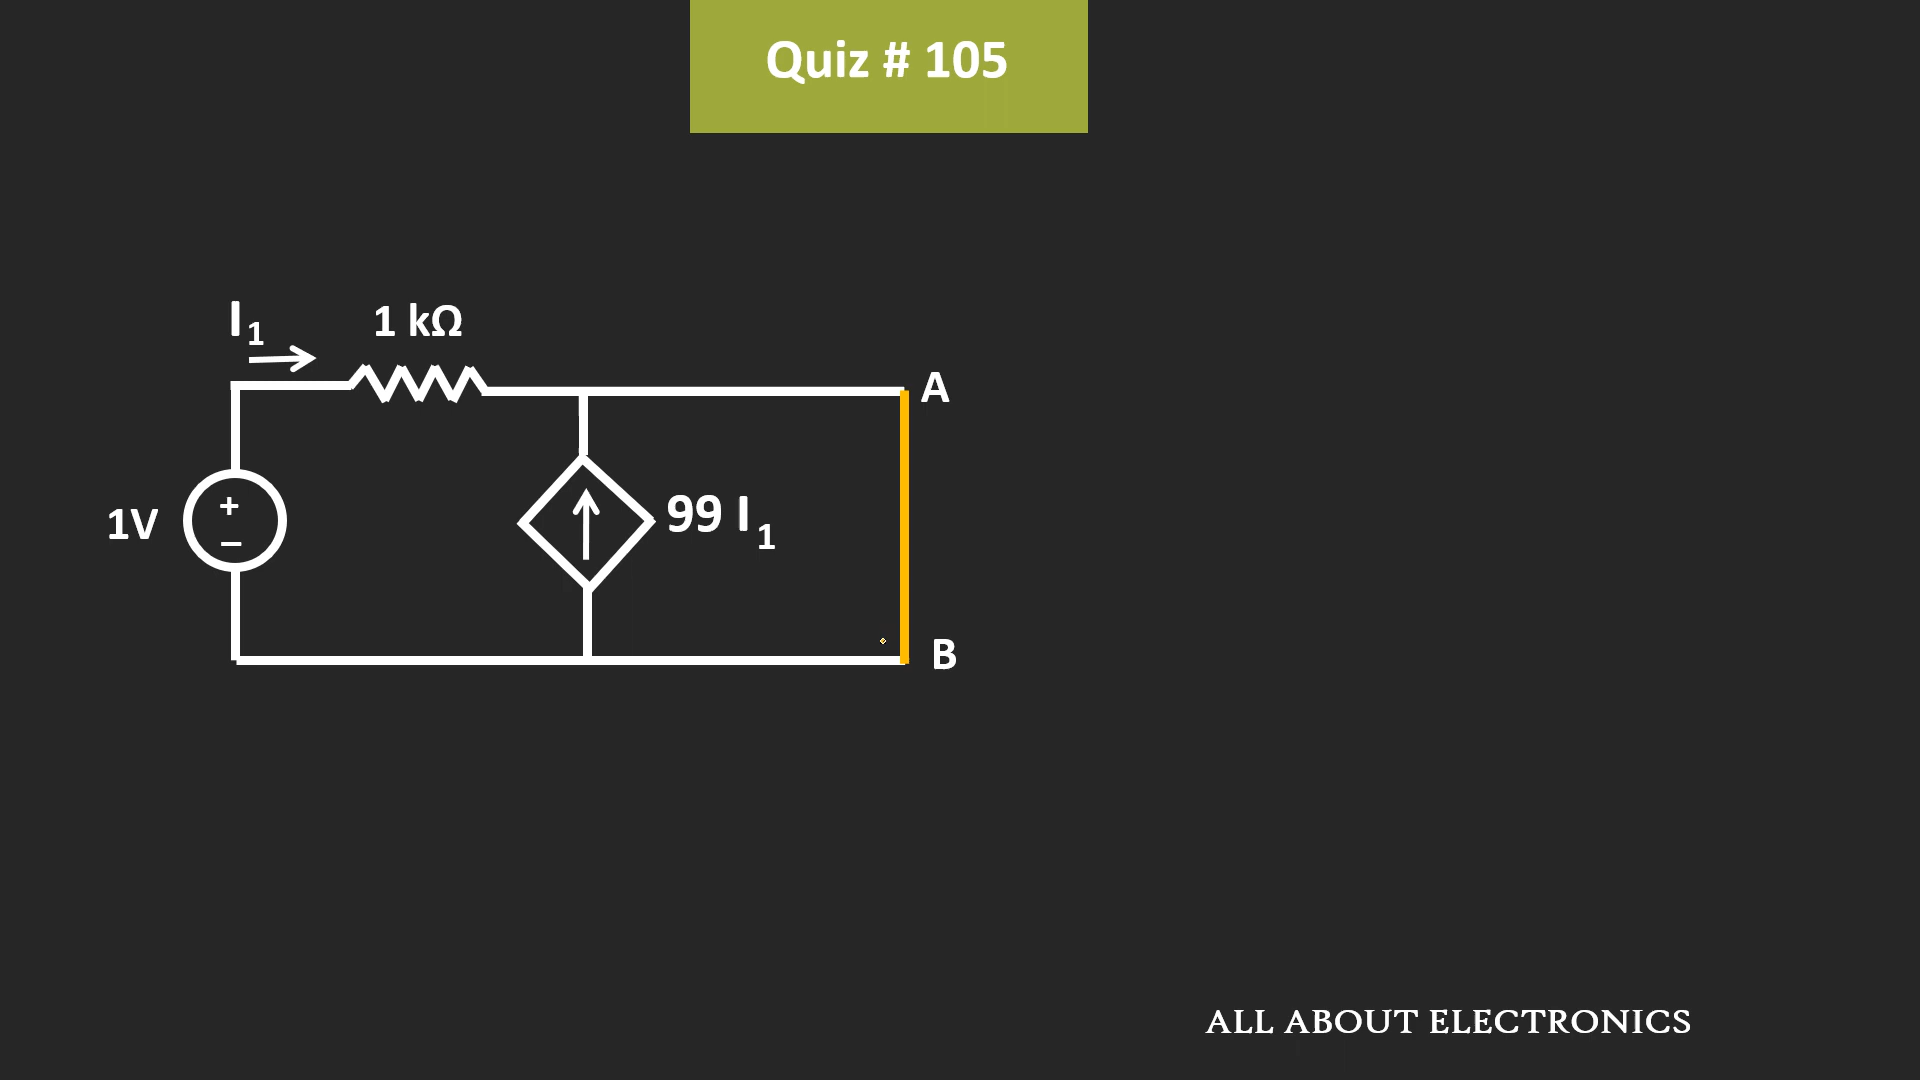 Quiz # 105
I1
1 kΩ
A
1V
+
–
99 I1
B
ALL ABOUT ELECTRONICS